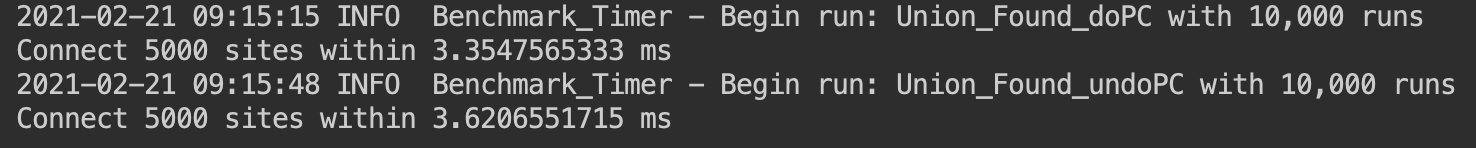 2021-02-21 09:15:15 INFO  Benchmark_Timer - Begin run: Union_Found_doPC with 10,000 runs
Connect 5000 sites within 3.3547565333 ms
2021-02-21 09:15:48 INFO  Benchmark_Timer - Begin run: Union_Found_undoPC with 10,000 runs
Connect 5000 sites within 3.6206551715 ms